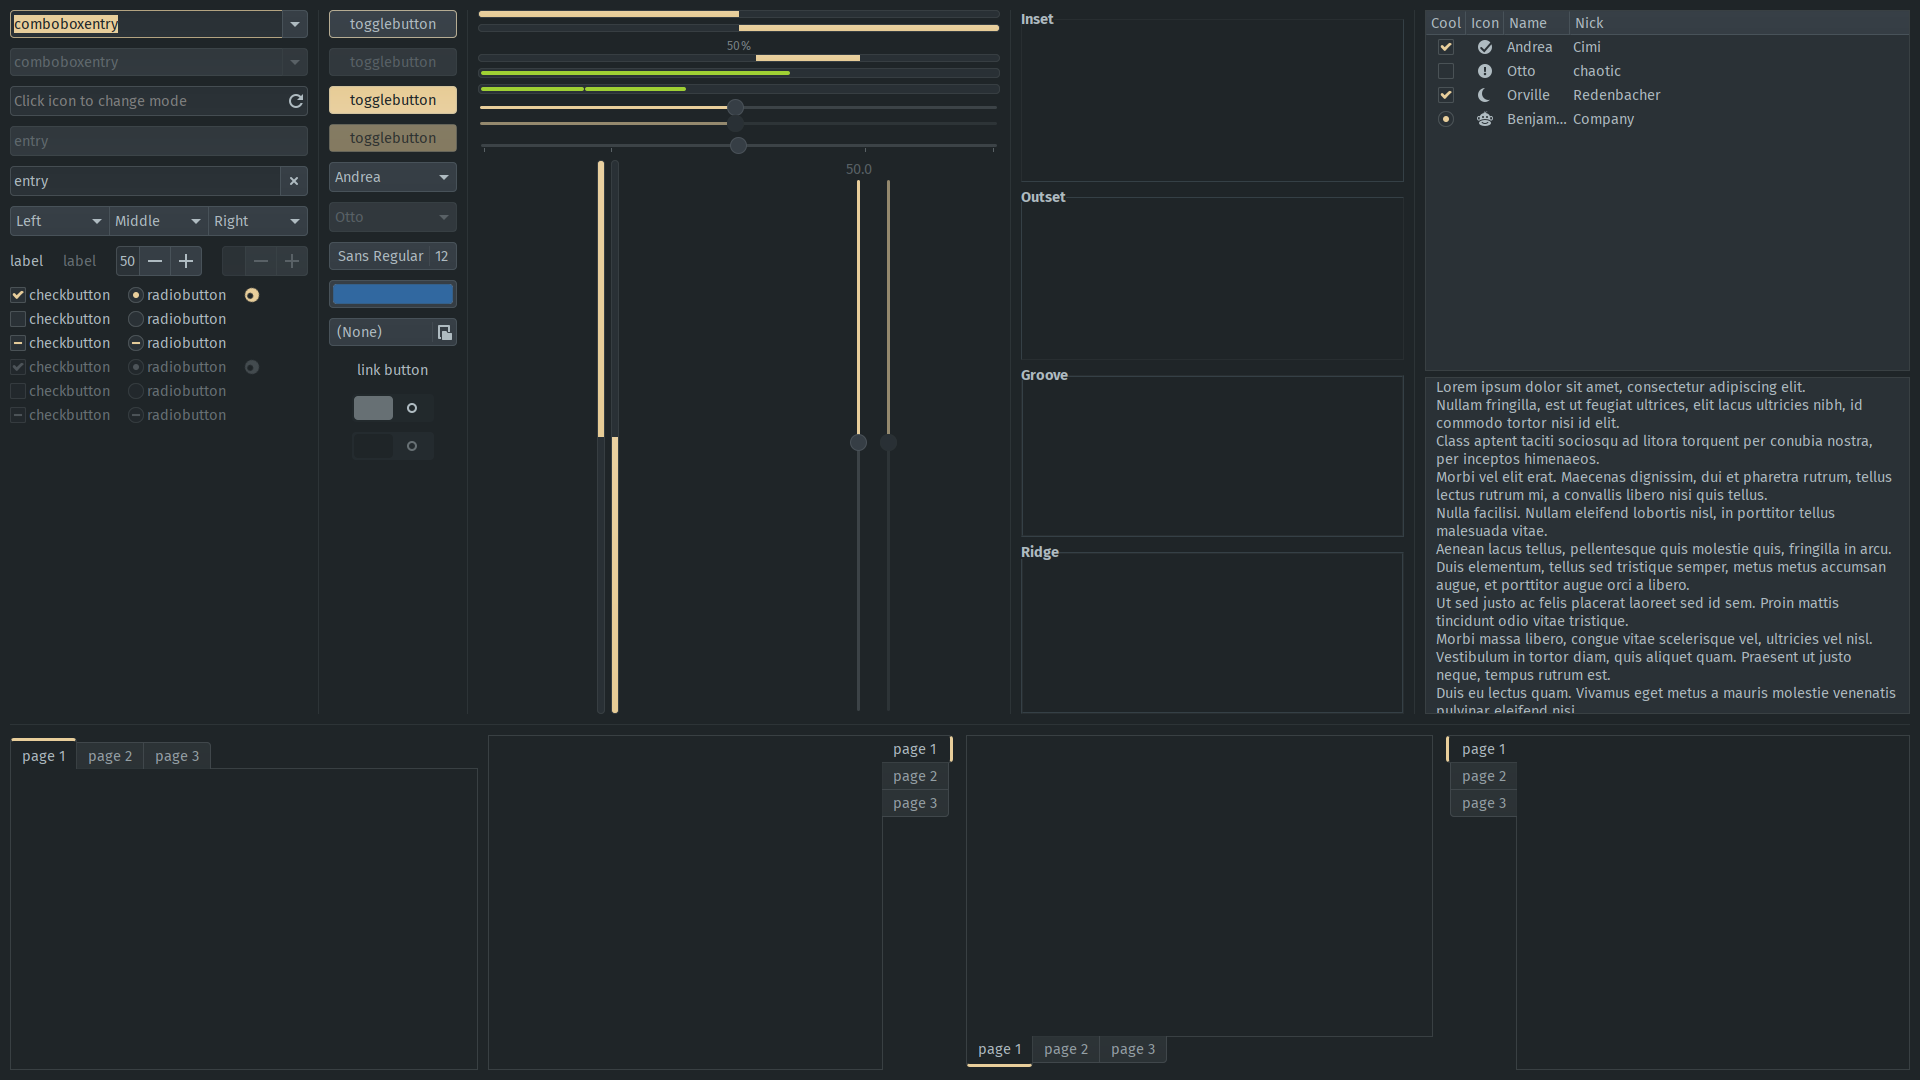 comboboxentry
comboboxentry
Click icon to change mode
entry
entry
Left Middle Right
label label 50
checkbutton radiobutton
checkbutton radiobutton
checkbutton radiobutton
checkbutton radiobutton
checkbutton radiobutton
checkbutton radiobutton
togglebutton
togglebutton
togglebutton
togglebutton
Andrea
Otto
Sans Regular 12
(None)
link button
50%
50.0
Inset
Outset
Groove
Ridge
Cool Icon Name Nick
Andrea Cimi
Otto chaotic
Orville Redenbacher
Benjam... Company
Lorem ipsum dolor sit amet, consectetur adipiscing elit.
Nullam fringilla, est ut feugiat ultrices, elit lacus ultricies nibh, id
commodo tortor nisi id elit.
Class aptent taciti sociosqu ad litora torquent per conubia nostra,
per inceptos himenaeos.
Morbi vel elit erat. Maecenas dignissim, dui et pharetra rutrum, tellus
lectus rutrum mi, a convallis libero nisi quis tellus.
Nulla facilisi. Nullam eleifend lobortis nisl, in porttitor tellus
malesuada vitae.
Aenean lacus tellus, pellentesque quis molestie quis, fringilla in arcu.
Duis elementum, tellus sed tristique semper, metus metus accumsan
augue, et porttitor augue orci a libero.
Ut sed justo ac felis placerat laoreet sed id sem. Proin mattis
tincidunt odio vitae tristique.
Morbi massa libero, congue vitae scelerisque vel, ultricies vel nisl.
Vestibulum in tortor diam, quis aliquet quam. Praesent ut justo
neque, tempus rutrum est.
Duis eu lectus quam. Vivamus eget metus a mauris molestie venenatis
pulvinar eleifend nisi.
page 1 page 2 page 3
page 1
page 2
page 3
page 1 page 2 page 3
page 1
page 2
page 3